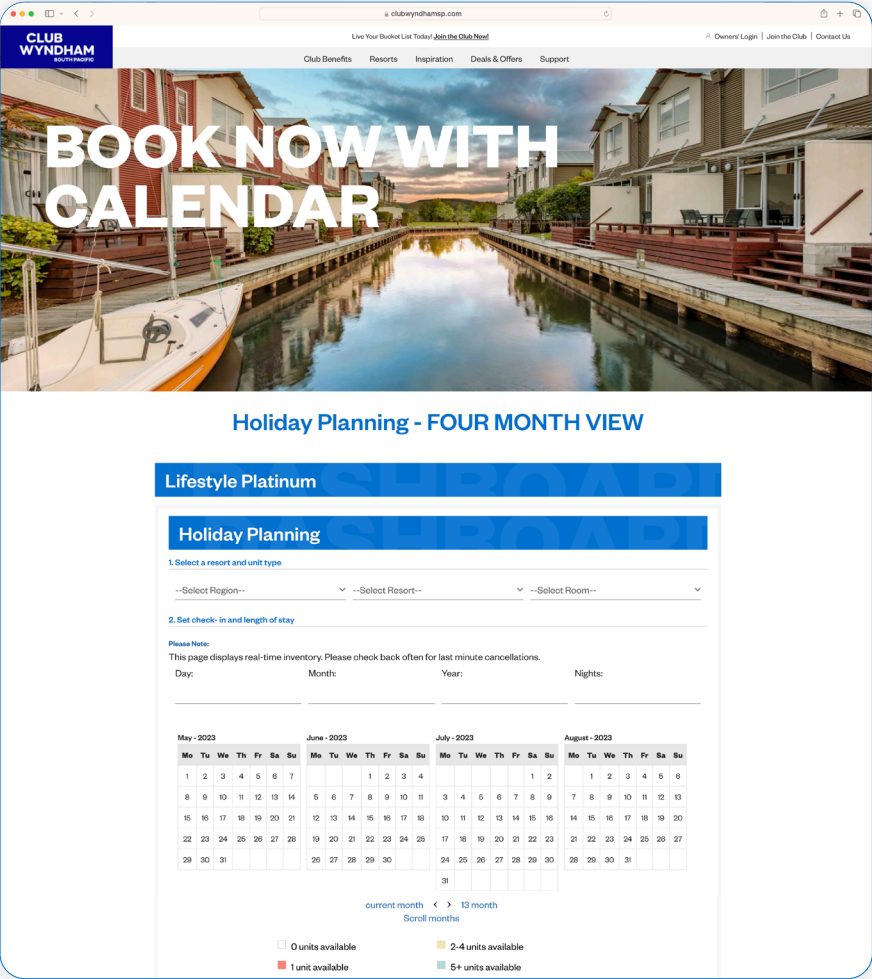 clubwyndhamsp.com
CLUB
WYNDHAM
SOUTH PACIFIC
Live Your Bucket List Today! Join the Club Now!
Owners' Login | Join the Club | Contact Us
Club Benefits Resorts Inspiration Deals & Offers Support
BOOK NOW WITH
CALENDAR
Holiday Planning - FOUR MONTH VIEW
DASHBOARD
Lifestyle Platinum
DASHBOARD
Holiday Planning
1. Select a resort and unit type
--Select Region-- --Select Resort-- --Select Room--
2. Set check- in and length of stay
Please Note:
This page displays real-time inventory. Please check back often for last minute cancellations.
Day: Month: Year: Nights:
May - 2023 June - 2023 July - 2023 August - 2023
Mo Tu We Th Fr Sa Su Mo Tu We Th Fr Sa Su Mo Tu We Th Fr Sa Su Mo Tu We Th Fr Sa Su
1 2 3 4 5 6 7 1 2 3 4 1 2 1 2 3 4 5 6
8 9 10 11 12 13 14 5 6 7 8 9 10 11 3 4 5 6 7 8 9 7 8 9 10 11 12 13
15 16 17 18 19 20 21 12 13 14 15 16 17 18 10 11 12 13 14 15 16 14 15 16 17 18 19 20
22 23 24 25 26 27 28 19 20 21 22 23 24 25 17 18 19 20 21 22 23 21 22 23 24 25 26 27
29 30 31 26 27 28 29 30 24 25 26 27 28 29 30 28 29 30 31
31
current month < > 13 month
Scroll months
0 units available 2-4 units available
1 unit available 5+ units available